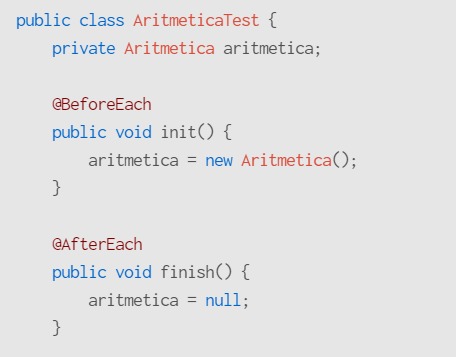 public class AritmeticaTest {
    private Aritmetica aritmetica;

    @BeforeEach
    public void init() {
        aritmetica = new Aritmetica();
    }

    @AfterEach
    public void finish() {
        aritmetica = null;
    }